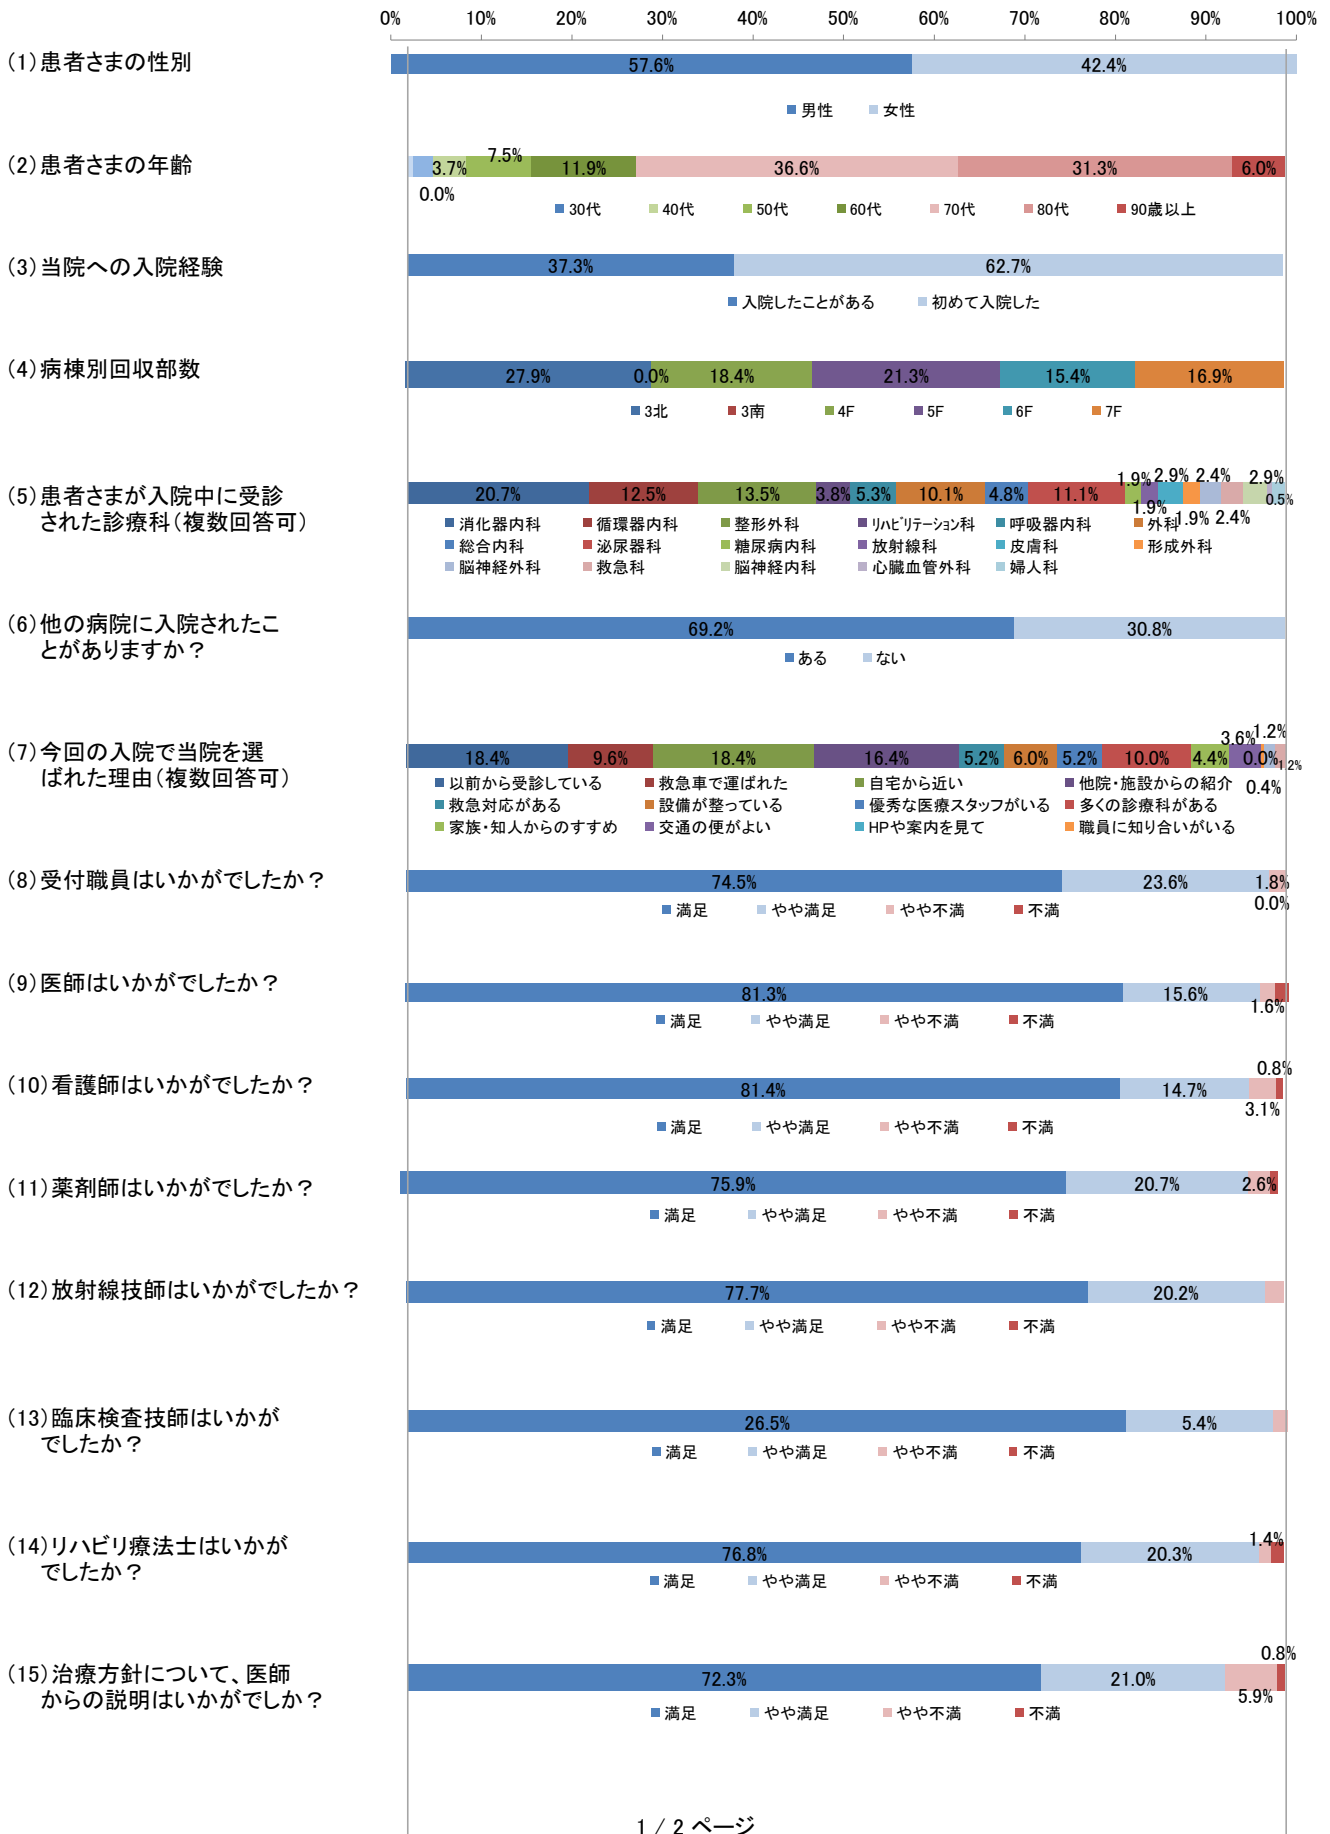 0% 10% 20% 30% 40% 50% 60% 70% 80% 90% 100%
(1)患者さまの性別
57.6% 42.4%
男性 女性
(2)患者さまの年齢
0.0% 3.7% 7.5% 11.9% 36.6% 31.3% 6.0%
30代 40代 50代 60代 70代 80代 90歳以上
(3)当院への入院経験
37.3% 62.7%
入院したことがある 初めて入院した
(4)病棟別回収部数
27.9% 0.0% 18.4% 21.3% 15.4% 16.9%
3北 3南 4F 5F 6F 7F
(5)患者さまが入院中に受診
された診療科(複数回答可)
20.7% 12.5% 13.5% 3.8% 5.3% 10.1% 4.8% 11.1% 1.9% 1.9% 2.9% 1.9% 2.4% 2.4% 2.9% 0.5%
消化器内科 循環器内科 整形外科 リハビリテーション科 呼吸器内科 外科
総合内科 泌尿器科 糖尿病内科 放射線科 皮膚科 形成外科
脳神経外科 救急科 脳神経内科 心臓血管外科 婦人科
(6)他の病院に入院されたこ
とがありますか?
69.2% 30.8%
ある ない
(7)今回の入院で当院を選
ばれた理由(複数回答可)
18.4% 9.6% 18.4% 16.4% 5.2% 6.0% 5.2% 10.0% 4.4% 3.6% 0.0% 0.4% 1.2% 1.2%
以前から受診している 救急車で運ばれた 自宅から近い 他院・施設からの紹介
救急対応がある 設備が整っている 優秀な医療スタッフがいる 多くの診療科がある
家族・知人からのすすめ 交通の便がよい HPや案内を見て 職員に知り合いがいる
(8)受付職員はいかがでしたか?
74.5% 23.6% 1.8% 0.0%
満足 やや満足 やや不満 不満
(9)医師はいかがでしたか?
81.3% 15.6% 1.6%
満足 やや満足 やや不満 不満
(10)看護師はいかがでしたか?
81.4% 14.7% 3.1% 0.8%
満足 やや満足 やや不満 不満
(11)薬剤師はいかがでしたか?
75.9% 20.7% 2.6%
満足 やや満足 やや不満 不満
(12)放射線技師はいかがでしたか?
77.7% 20.2%
満足 やや満足 やや不満 不満
(13)臨床検査技師はいかが
でしたか?
26.5% 5.4%
満足 やや満足 やや不満 不満
(14)リハビリ療法士はいかが
でしたか?
76.8% 20.3% 1.4%
満足 やや満足 やや不満 不満
(15)治療方針について、医師
からの説明はいかがでしか?
72.3% 21.0% 5.9% 0.8%
満足 やや満足 やや不満 不満
1 / 2 ページ